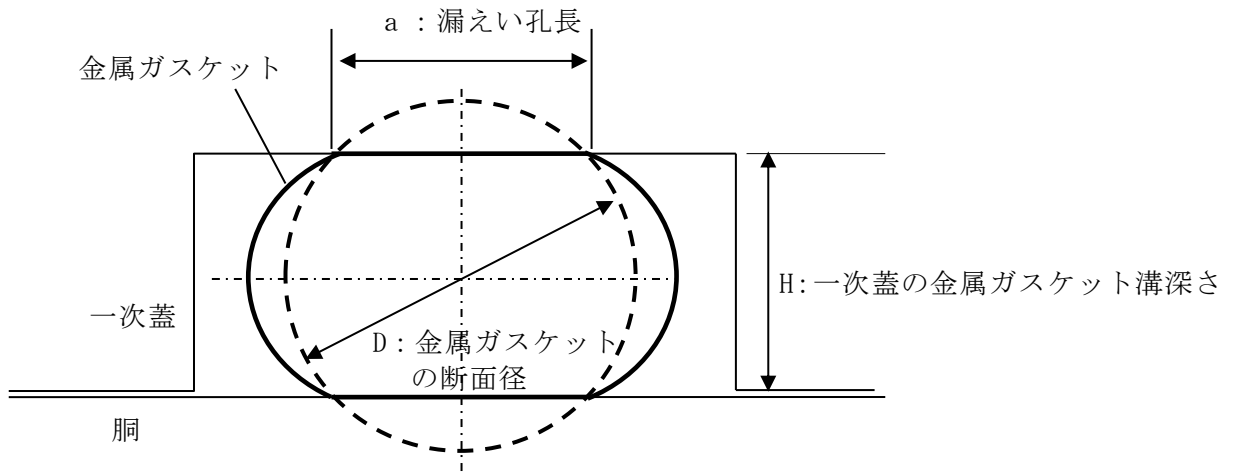 a：漏えい孔長
金属ガスケット
H:一次蓋の金属ガスケット溝深さ
一次蓋
D：金属ガスケット
の断面径
胴